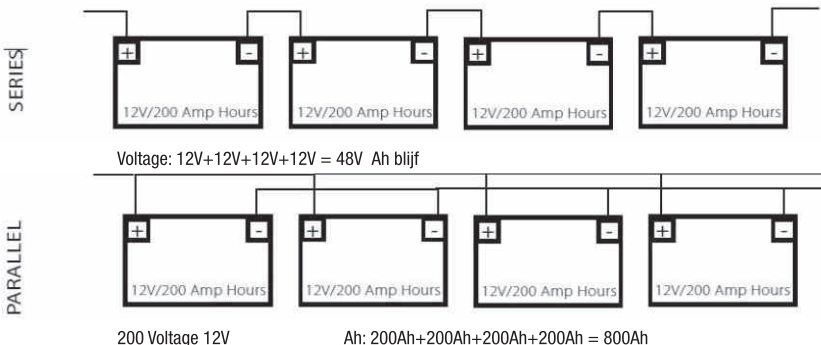 SERIES
+ - + - + - + -
12V/200 Amp Hours 12V/200 Amp Hours 12V/200 Amp Hours 12V/200 Amp Hours
Voltage: 12V+12V+12V+12V = 48V Ah blijf
PARALLEL
+ - + - + - + -
12V/200 Amp Hours 12V/200 Amp Hours 12V/200 Amp Hours 12V/200 Amp Hours
200 Voltage 12V Ah: 200Ah+200Ah+200Ah+200Ah = 800Ah